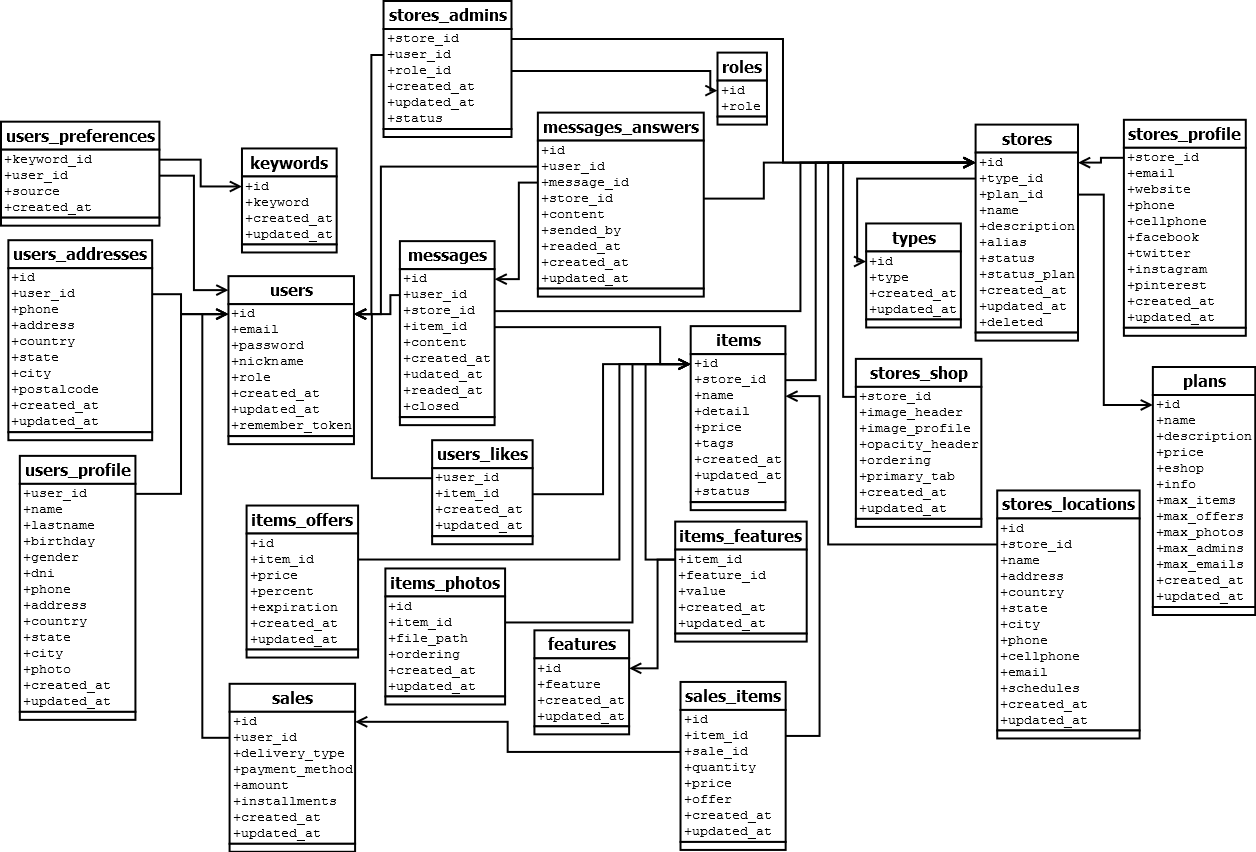 stores_admins
+store_id
+user_id
+role_id
+created_at
+updated_at
+status
roles
+id
+role
users_preferences
+keyword_id
+user_id
+source
+created_at
keywords
+id
+keyword
+created_at
+updated_at
messages_answers
+id
+user_id
+message_id
+store_id
+content
+sended_by
+readed_at
+created_at
+updated_at
stores
+id
+type_id
+plan_id
+name
+description
+alias
+status
+status_plan
+created_at
+updated_at
+deleted
stores_profile
+store_id
+email
+website
+phone
+cellphone
+facebook
+twitter
+instagram
+pinterest
+created_at
+updated_at
types
+id
+type
+created_at
+updated_at
users_addresses
+id
+user_id
+phone
+address
+country
+state
+city
+postalcode
+created_at
+updated_at
users
+id
+email
+password
+nickname
+role
+created_at
+updated_at
+remember_token
messages
+id
+user_id
+store_id
+item_id
+content
+created_at
+udated_at
+readed_at
+closed
items
+id
+store_id
+name
+detail
+price
+tags
+created_at
+updated_at
+status
stores_shop
+store_id
+image_header
+image_profile
+opacity_header
+ordering
+primary_tab
+created_at
+updated_at
plans
+id
+name
+description
+price
+eshop
+info
+max_items
+max_offers
+max_photos
+max_admins
+max_emails
+created_at
+updated_at
users_profile
+user_id
+name
+lastname
+birthday
+gender
+dni
+phone
+address
+country
+state
+city
+photo
+created_at
+updated_at
users_likes
+user_id
+item_id
+created_at
+updated_at
items_offers
+id
+item_id
+price
+percent
+expiration
+created_at
+updated_at
items_photos
+id
+item_id
+file_path
+ordering
+created_at
+updated_at
items_features
+item_id
+feature_id
+value
+created_at
+updated_at
stores_locations
+id
+store_id
+name
+address
+country
+state
+city
+phone
+cellphone
+email
+schedules
+created_at
+updated_at
features
+id
+feature
+created_at
+updated_at
sales
+id
+user_id
+delivery_type
+payment_method
+amount
+installments
+created_at
+updated_at
sales_items
+id
+item_id
+sale_id
+quantity
+price
+offer
+created_at
+updated_at